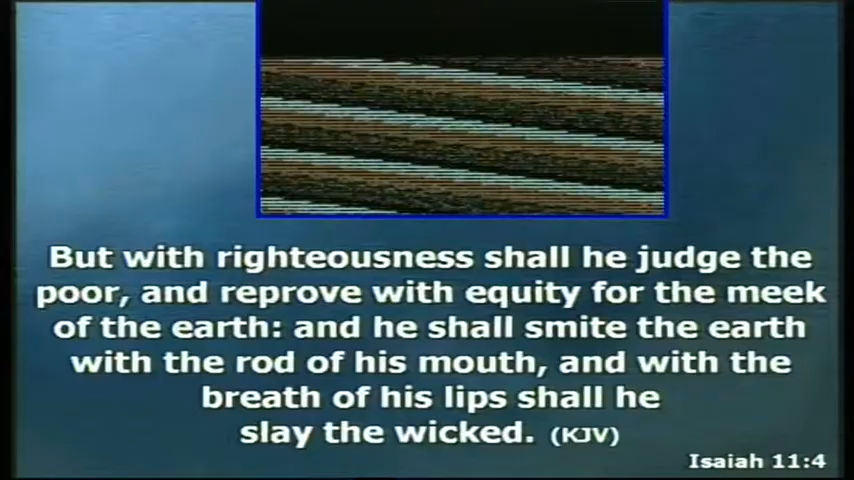 But with righteousness shall he judge the
poor, and reprove with equity for the meek
of the earth: and he shall smite the earth
with the rod of his mouth, and with the
breath of his lips shall he
slay the wicked. (KJV)
Isaiah 11:4